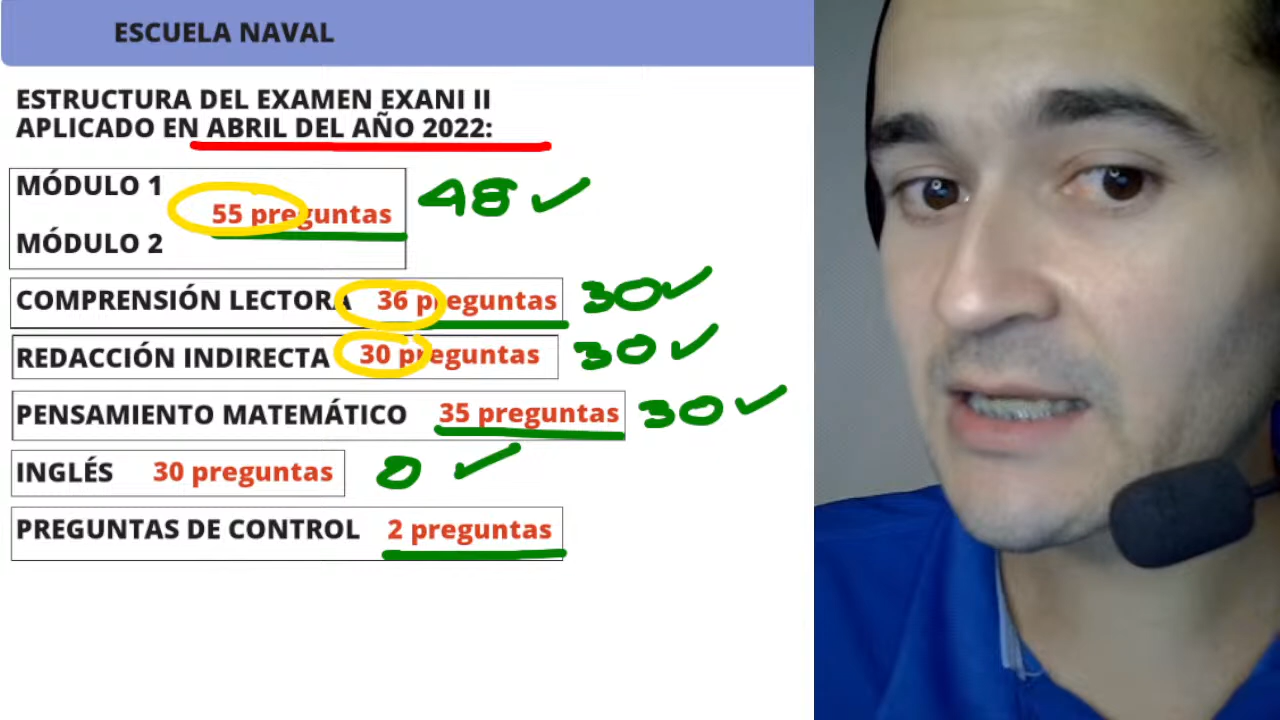 ESCUELA NAVAL
ESTRUCTURA DEL EXAMEN EXANI II
APLICADO EN ABRIL DEL AÑO 2022:
MÓDULO 1
55 preguntas 48 ✓
MÓDULO 2
COMPRENSIÓN LECTORA 36 preguntas 30 ✓
REDACCIÓN INDIRECTA 30 preguntas 30 ✓
PENSAMIENTO MATEMÁTICO 35 preguntas 30 ✓
INGLÉS 30 preguntas 0 ✓
PREGUNTAS DE CONTROL 2 preguntas